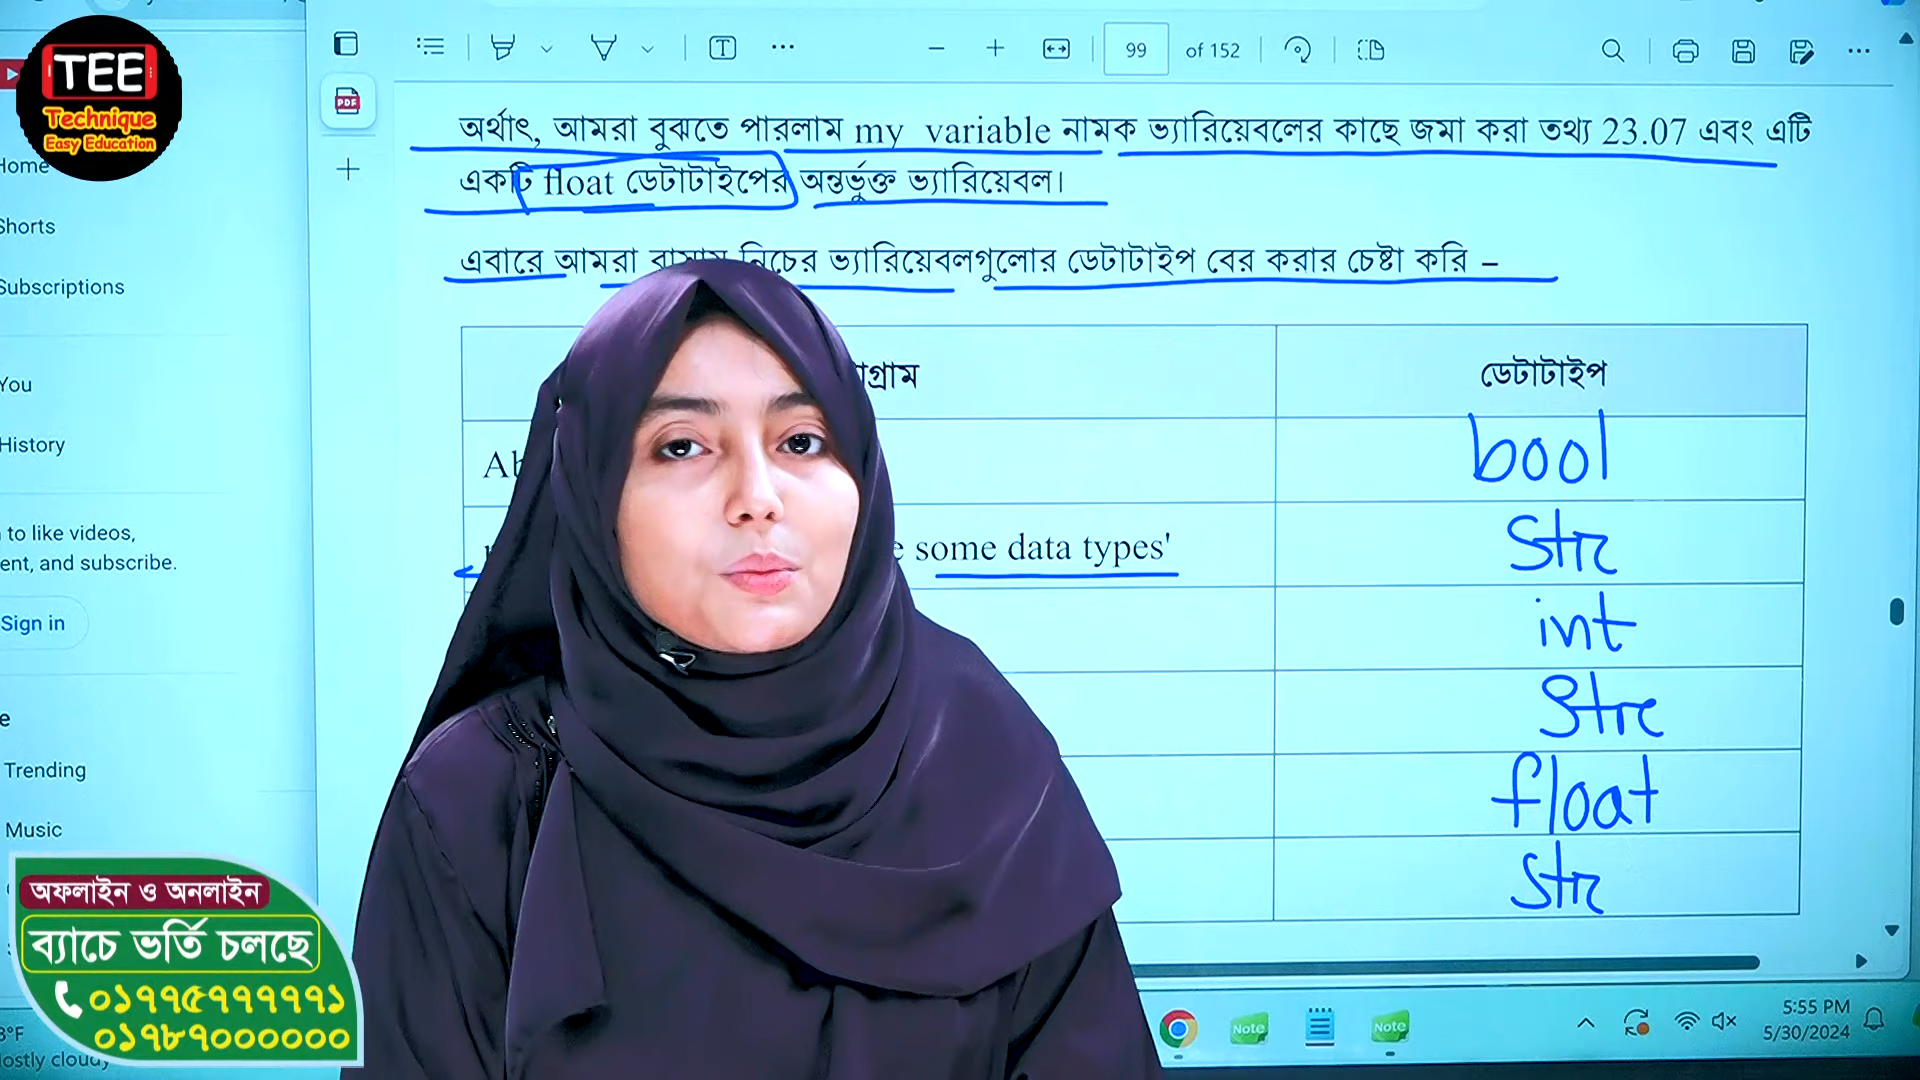 TEE
Technique
Easy Education
Home
Shorts
Subscriptions
You
History
to like videos,
ent, and subscribe.
Sign in
e
Trending
Music
99 of 152
PDF
অর্থাৎ, আমরা বুঝতে পারলাম my variable নামক ভ্যারিয়েবলের কাছে জমা করা তথ্য 23.07 এবং এটি
একটি float ডেটাটাইপের অন্তর্ভুক্ত ভ্যারিয়েবল।
এবারে আমরা নিচের ভ্যারিয়েবলগুলোর ডেটাটাইপ বের করার চেষ্টা করি –
গ্রাম ডেটাটাইপ
bool
e some data types' str
int
str
float
str
অফলাইন ও অনলাইন
ব্যাচে ভর্তি চলছে
০১৭৭৫৭৭৭৭৭১
০১৭৮৭০০০০০০
Note
Note
5:55 PM
5/30/2024